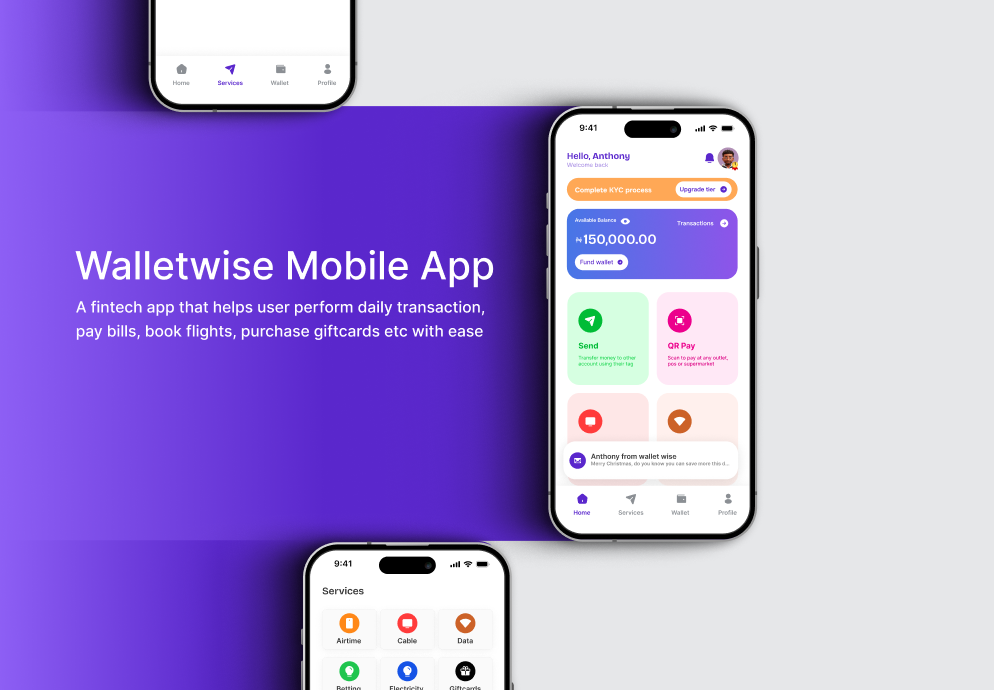 Home Services Wallet Profile
Walletwise Mobile App
A fintech app that helps user perform daily transaction,
pay bills, book flights, purchase giftcards etc with ease
9:41
Hello, Anthony
Welcome back
Complete KYC process Upgrade tier
Available Balance Transactions
₦150,000.00
Fund wallet
Send QR Pay
Transfer money to other Scan to pay at any outlet,
account using their tag pos or supermarket
Anthony from wallet wise
Merry Christmas, do you know you can save more this d...
Home Services Wallet Profile
9:41
Services
Airtime Cable Data
Betting Electricity Giftcards